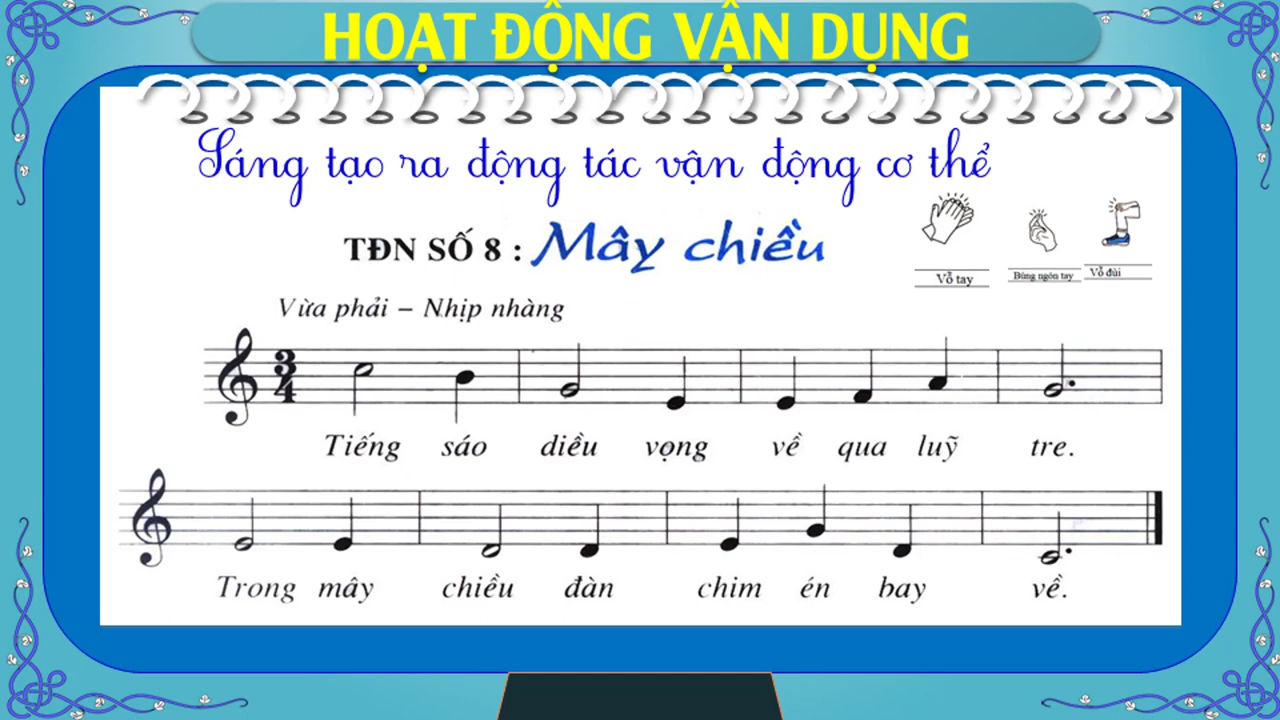 HOẠT ĐỘNG VẬN DỤNG
Sáng tạo ra động tác vận động cơ thể
TĐN SỐ 8 : Mây chiều
Vỗ tay
Búng ngón tay
Vỗ đùi
Vừa phải – Nhịp nhàng
3
4
Tiếng sáo diều vọng về qua luỹ tre.
Trong mây chiều đàn chim én bay về.